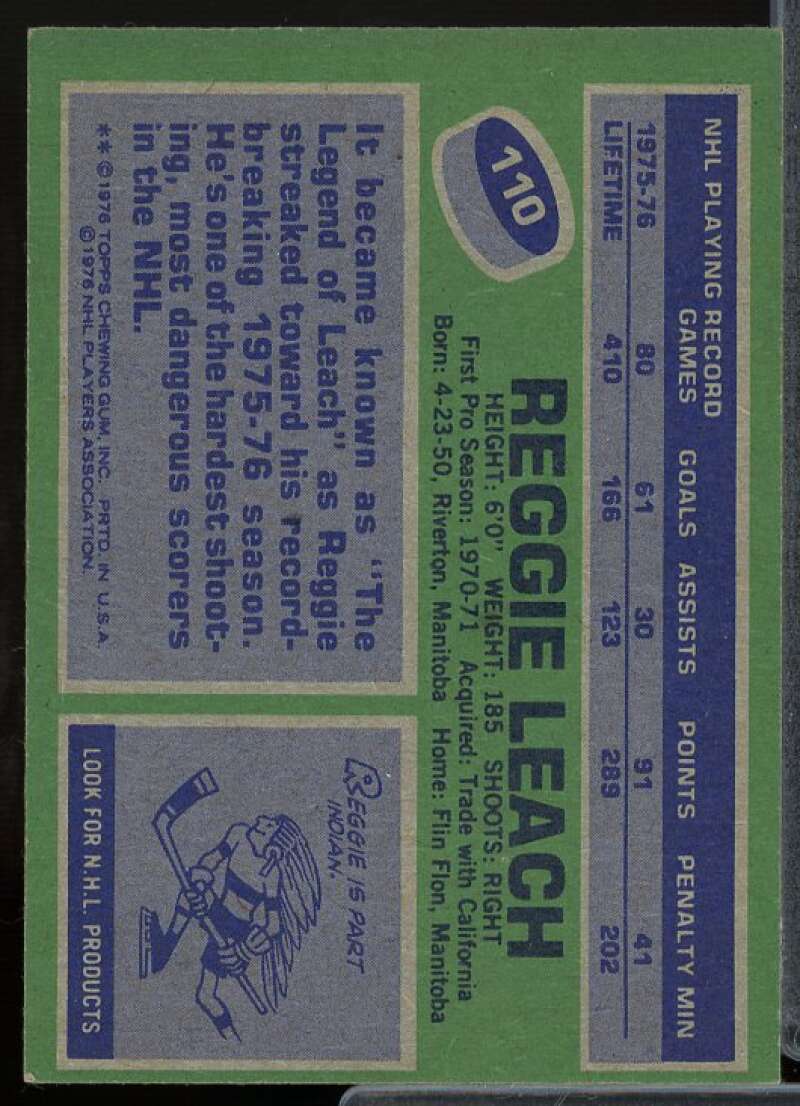 NHL PLAYING RECORD
GAMES GOALS ASSISTS POINTS PENALTY MIN
1975-76 80 61 30 91 41
LIFETIME 410 166 123 289 202
110
REGGIE LEACH
HEIGHT: 6'0" WEIGHT: 185 SHOOTS: RIGHT
First Pro Season: 1970-71 Acquired: Trade with California
Born: 4-23-50, Riverton, Manitoba Home: Flin Flon, Manitoba
It became known as "The
Legend of Leach" as Reggie
streaked toward his record-
breaking 1975-76 season.
He's one of the hardest shoot-
ing, most dangerous scorers
in the NHL.
**©1976 TOPPS CHEWING GUM, INC. PRTD. IN U.S.A.
©1976 NHL PLAYERS ASSOCIATION.
REGGIE IS PART
INDIAN.
LOOK FOR N.H.L. PRODUCTS